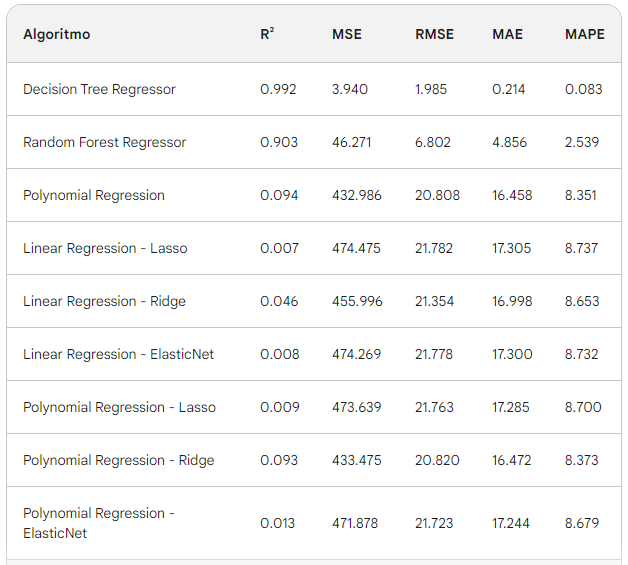 Algoritmo R² MSE RMSE MAE MAPE
Decision Tree Regressor 0.992 3.940 1.985 0.214 0.083
Random Forest Regressor 0.903 46.271 6.802 4.856 2.539
Polynomial Regression 0.094 432.986 20.808 16.458 8.351
Linear Regression - Lasso 0.007 474.475 21.782 17.305 8.737
Linear Regression - Ridge 0.046 455.996 21.354 16.998 8.653
Linear Regression - ElasticNet 0.008 474.269 21.778 17.300 8.732
Polynomial Regression - Lasso 0.009 473.639 21.763 17.285 8.700
Polynomial Regression - Ridge 0.093 433.475 20.820 16.472 8.373
Polynomial Regression -
ElasticNet 0.013 471.878 21.723 17.244 8.679